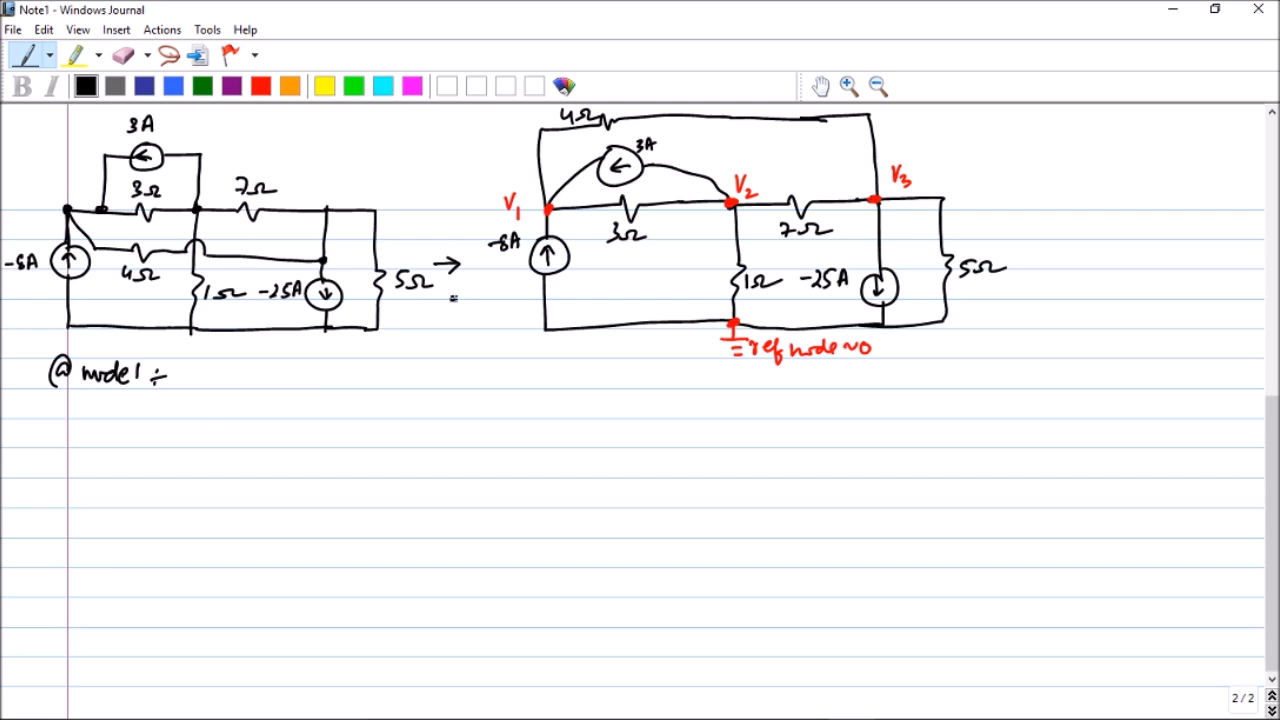 Note1 - Windows Journal
File Edit View Insert Actions Tools Help
B I
3A
3Ω
7Ω
-8A
4Ω
1Ω
-25A
5Ω
4Ω
3A
V1
V2
V3
-8A
3Ω
7Ω
1Ω
-25A
5Ω
ref node ~0
@ node 1 ÷
2 / 2